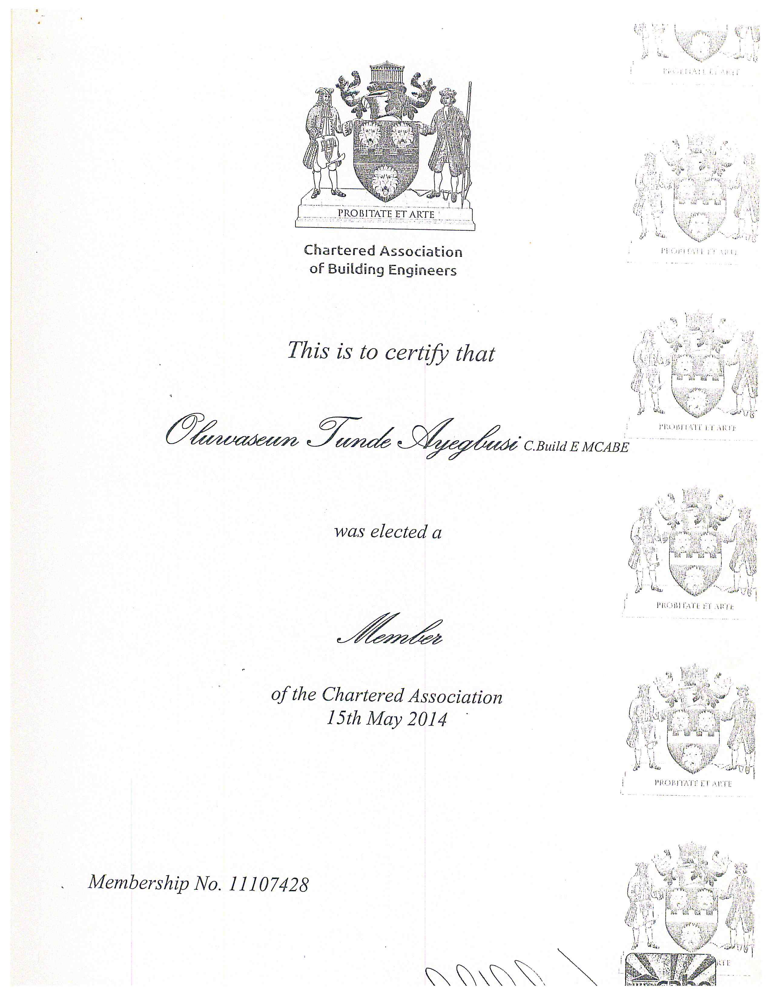 PROBITATE ET ARTE
Chartered Association
of Building Engineers
This is to certify that
Oluwaseun Tunde Ayegbusi C.Build E MCABE
was elected a
Member
of the Chartered Association
15th May 2014
Membership No. 11107428
PROBITATE ET ARTE
PROBITATE ET ARTE
PROBITATE ET ARTE
PROBITATE ET ARTE
PROBITATE ET ARTE
RTE